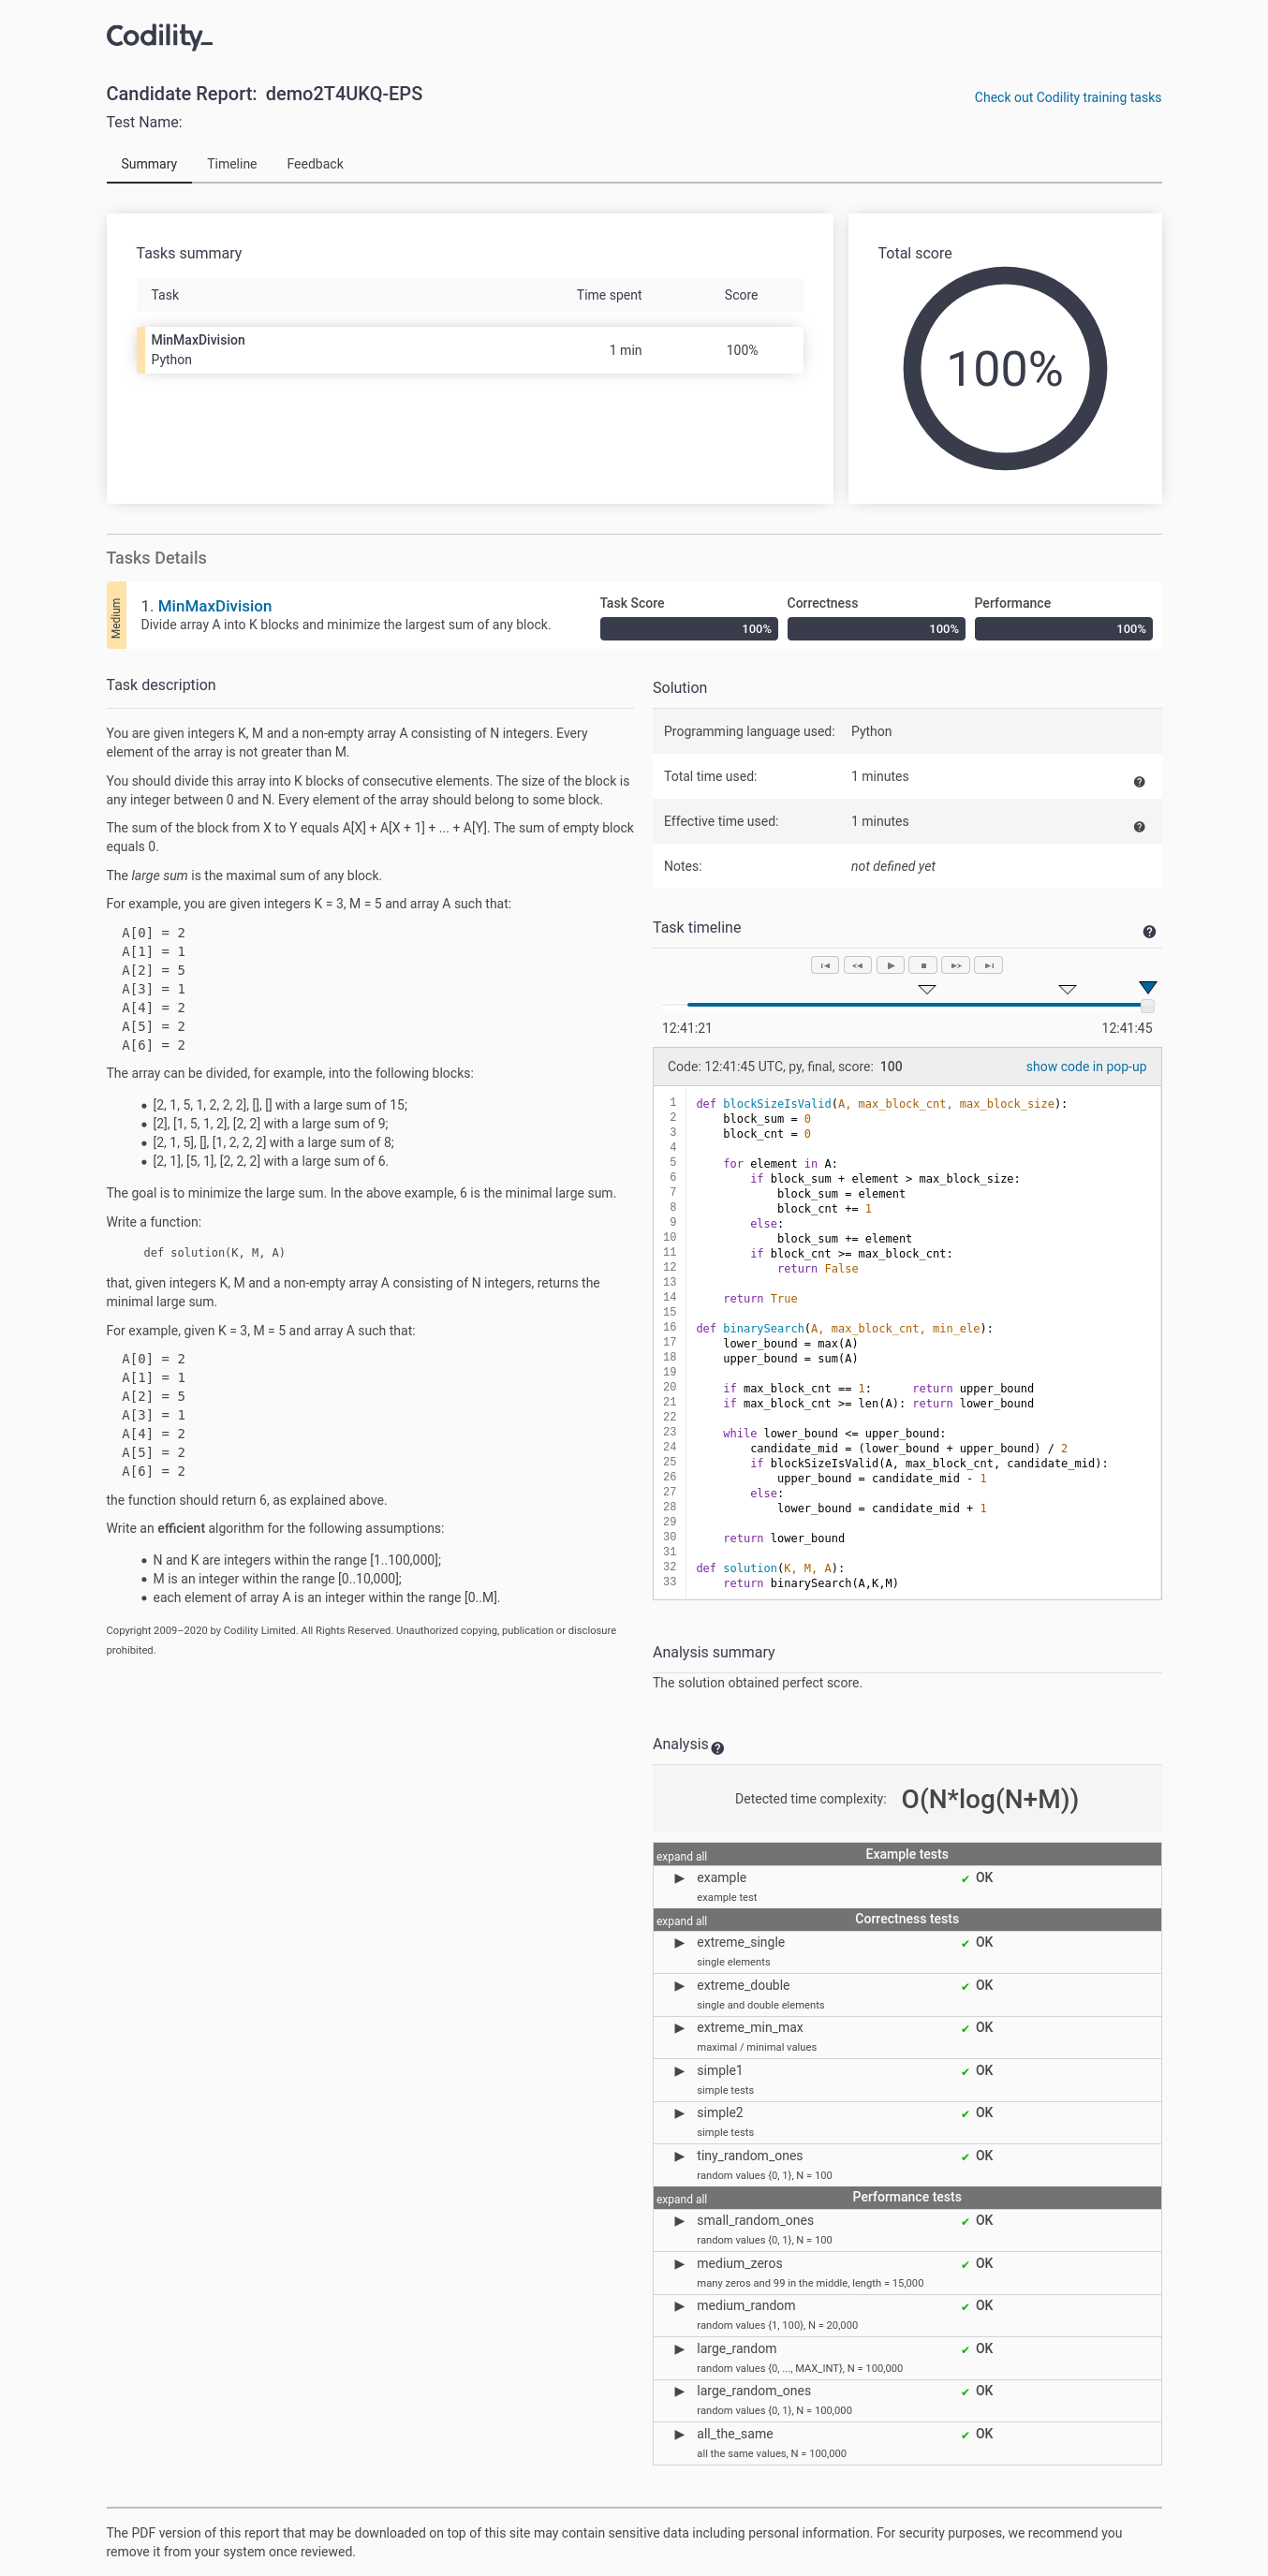 Codility_
Candidate Report: demo2T4UKQ-EPS
Check out Codility training tasks
Test Name:
Summary Timeline Feedback
Tasks summary
Task Time spent Score
MinMaxDivision
Python
1 min 100%
Total score
100%
Tasks Details
Medium
1. MinMaxDivision
Divide array A into K blocks and minimize the largest sum of any block.
Task Score Correctness Performance
100% 100% 100%
Task description
You are given integers K, M and a non-empty array A consisting of N integers. Every
element of the array is not greater than M.
You should divide this array into K blocks of consecutive elements. The size of the block is
any integer between 0 and N. Every element of the array should belong to some block.
The sum of the block from X to Y equals A[X] + A[X + 1] + ... + A[Y]. The sum of empty block
equals 0.
The large sum is the maximal sum of any block.
For example, you are given integers K = 3, M = 5 and array A such that:
A[0] = 2
A[1] = 1
A[2] = 5
A[3] = 1
A[4] = 2
A[5] = 2
A[6] = 2
The array can be divided, for example, into the following blocks:
• [2, 1, 5, 1, 2, 2, 2], [], [] with a large sum of 15;
• [2], [1, 5, 1, 2], [2, 2] with a large sum of 9;
• [2, 1, 5], [], [1, 2, 2, 2] with a large sum of 8;
• [2, 1], [5, 1], [2, 2, 2] with a large sum of 6.
The goal is to minimize the large sum. In the above example, 6 is the minimal large sum.
Write a function:
def solution(K, M, A)
that, given integers K, M and a non-empty array A consisting of N integers, returns the
minimal large sum.
For example, given K = 3, M = 5 and array A such that:
A[0] = 2
A[1] = 1
A[2] = 5
A[3] = 1
A[4] = 2
A[5] = 2
A[6] = 2
the function should return 6, as explained above.
Write an efficient algorithm for the following assumptions:
• N and K are integers within the range [1..100,000];
• M is an integer within the range [0..10,000];
• each element of array A is an integer within the range [0..M].
Copyright 2009–2020 by Codility Limited. All Rights Reserved. Unauthorized copying, publication or disclosure
prohibited.
Solution
Programming language used: Python
Total time used: 1 minutes ?
Effective time used: 1 minutes ?
Notes: not defined yet
Task timeline ?
12:41:21 12:41:45
Code: 12:41:45 UTC, py, final, score: 100 show code in pop-up
1 def blockSizeIsValid(A, max_block_cnt, max_block_size):
2     block_sum = 0
3     block_cnt = 0
4
5     for element in A:
6         if block_sum + element > max_block_size:
7             block_sum = element
8             block_cnt += 1
9         else:
10             block_sum += element
11         if block_cnt >= max_block_cnt:
12             return False
13
14     return True
15
16 def binarySearch(A, max_block_cnt, min_ele):
17     lower_bound = max(A)
18     upper_bound = sum(A)
19
20     if max_block_cnt == 1:      return upper_bound
21     if max_block_cnt >= len(A): return lower_bound
22
23     while lower_bound <= upper_bound:
24         candidate_mid = (lower_bound + upper_bound) / 2
25         if blockSizeIsValid(A, max_block_cnt, candidate_mid):
26             upper_bound = candidate_mid - 1
27         else:
28             lower_bound = candidate_mid + 1
29
30     return lower_bound
31
32 def solution(K, M, A):
33     return binarySearch(A,K,M)
Analysis summary
The solution obtained perfect score.
Analysis ?
Detected time complexity: O(N*log(N+M))
expand all Example tests
▶ example ✔ OK
example test
expand all Correctness tests
▶ extreme_single ✔ OK
single elements
▶ extreme_double ✔ OK
single and double elements
▶ extreme_min_max ✔ OK
maximal / minimal values
▶ simple1 ✔ OK
simple tests
▶ simple2 ✔ OK
simple tests
▶ tiny_random_ones ✔ OK
random values {0, 1}, N = 100
expand all Performance tests
▶ small_random_ones ✔ OK
random values {0, 1}, N = 100
▶ medium_zeros ✔ OK
many zeros and 99 in the middle, length = 15,000
▶ medium_random ✔ OK
random values {1, 100}, N = 20,000
▶ large_random ✔ OK
random values {0, ..., MAX_INT}, N = 100,000
▶ large_random_ones ✔ OK
random values {0, 1}, N = 100,000
▶ all_the_same ✔ OK
all the same values, N = 100,000
The PDF version of this report that may be downloaded on top of this site may contain sensitive data including personal information. For security purposes, we recommend you
remove it from your system once reviewed.